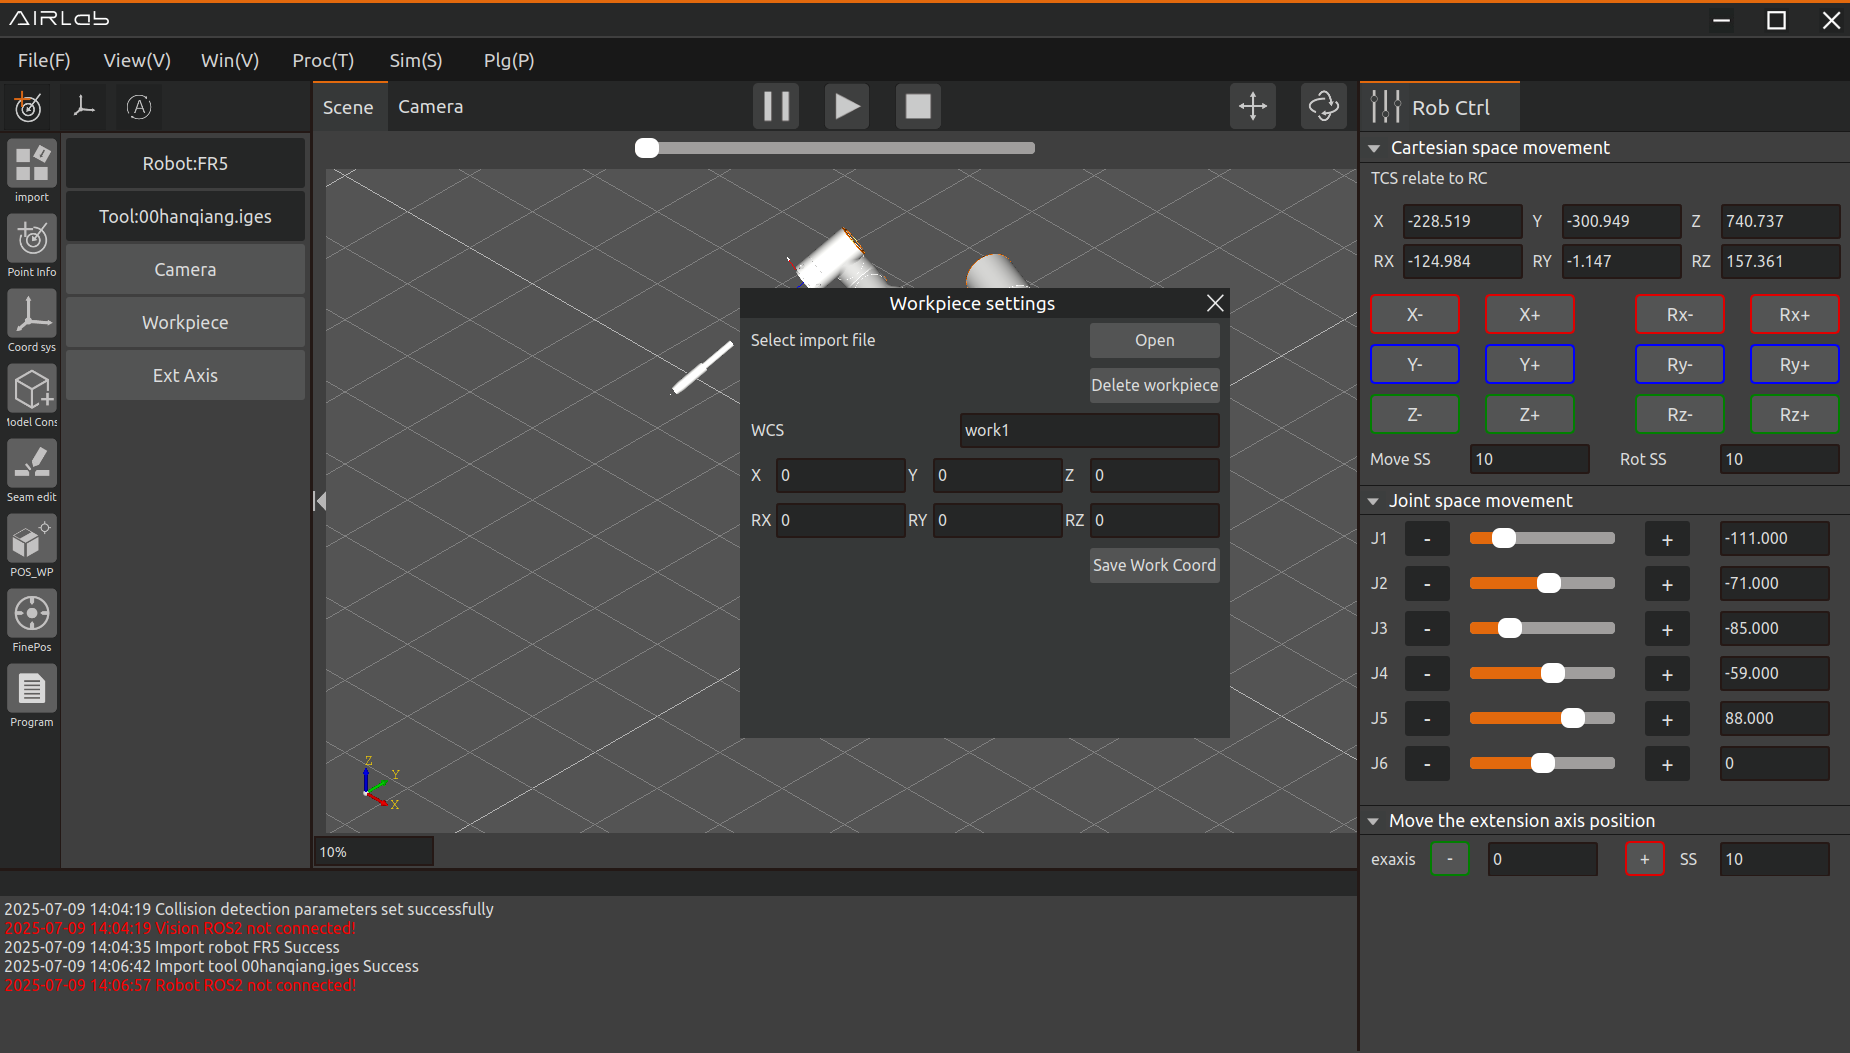 AIRLab
File(F) View(V) Win(V) Proc(T) Sim(S) Plg(P)
A
Scene Camera
Rob Ctrl
import
Point Info
Coord sys
Model Cons
Seam edit
POS_WP
FinePos
Program
Robot:FR5
Tool:00hanqiang.iges
Camera
Workpiece
Ext Axis
Workpiece settings
Select import file Open
Delete workpiece
WCS work1
X 0 Y 0 Z 0
RX 0 RY 0 RZ 0
Save Work Coord
Z
Y
X
10%
Cartesian space movement
TCS relate to RC
X -228.519 Y -300.949 Z 740.737
RX -124.984 RY -1.147 RZ 157.361
X- X+ Rx- Rx+
Y- Y+ Ry- Ry+
Z- Z+ Rz- Rz+
Move SS 10 Rot SS 10
Joint space movement
J1 - + -111.000
J2 - + -71.000
J3 - + -85.000
J4 - + -59.000
J5 - + 88.000
J6 - + 0
Move the extension axis position
exaxis - 0 + SS 10
2025-07-09 14:04:19 Collision detection parameters set successfully
2025-07-09 14:04:19 Vision ROS2 not connected!
2025-07-09 14:04:35 Import robot FR5 Success
2025-07-09 14:06:42 Import tool 00hanqiang.iges Success
2025-07-09 14:06:57 Robot ROS2 not connected!